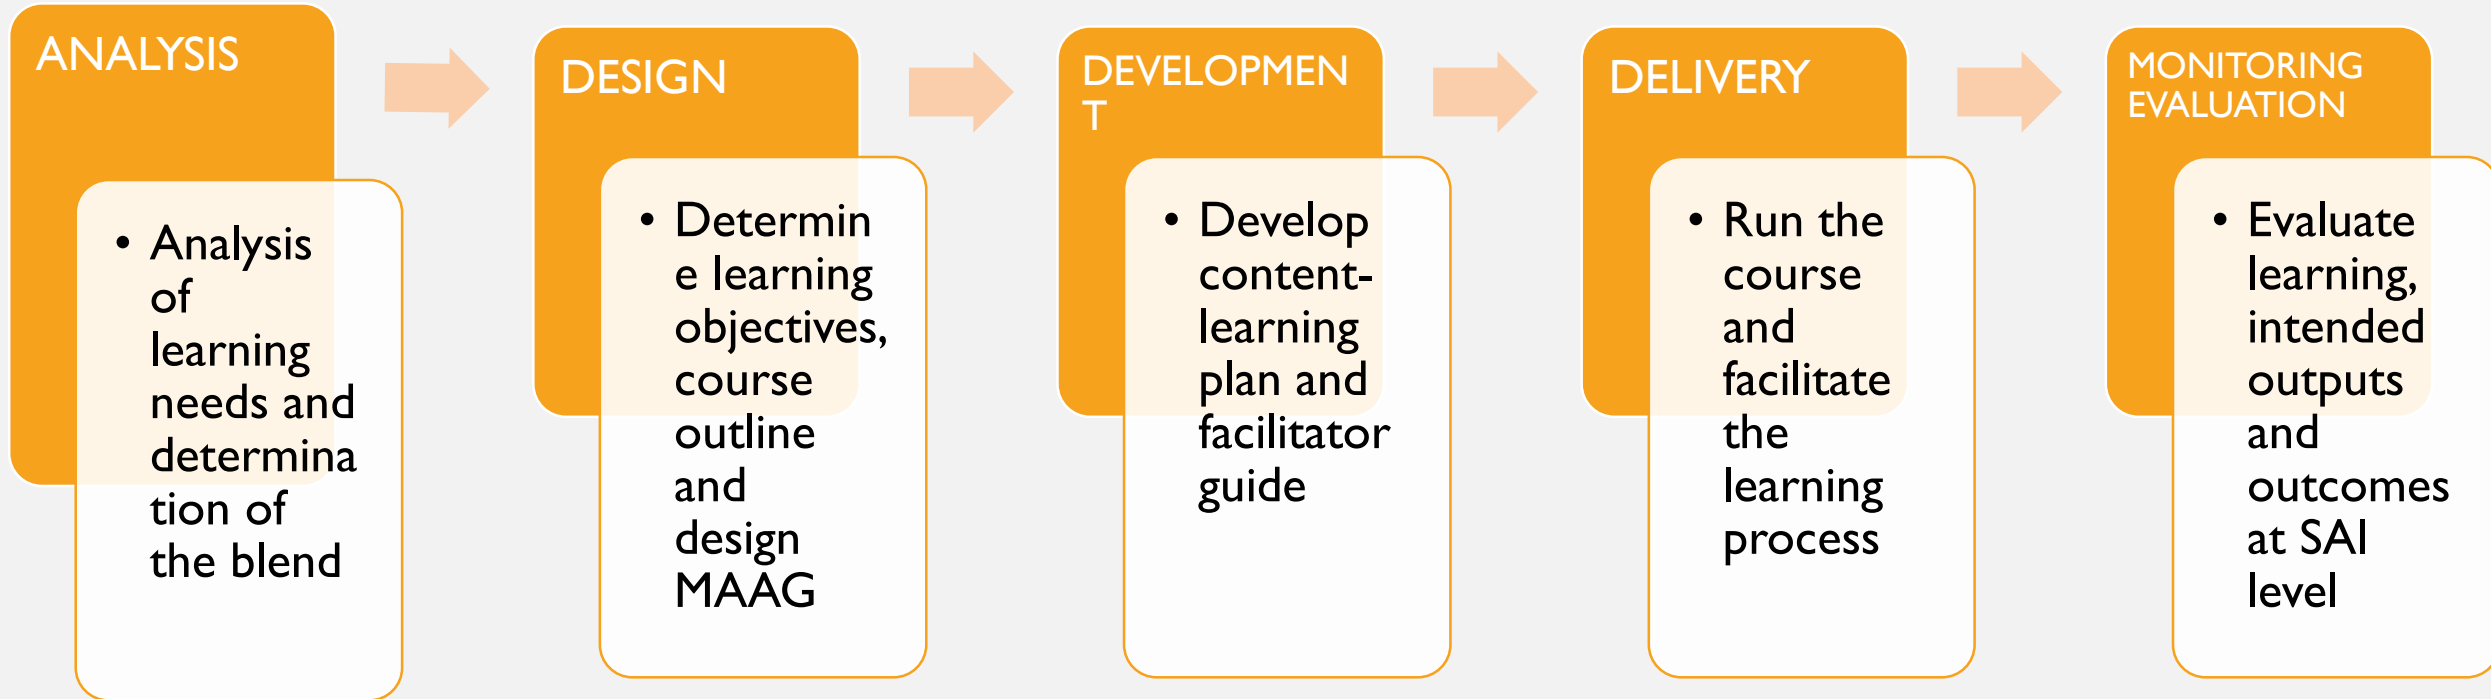 ANALYSIS
• Analysis
of
learning
needs and
determina
tion of
the blend
DESIGN
• Determin
e learning
objectives,
course
outline
and
design
MAAG
DEVELOPMEN
T
• Develop
content-
learning
plan and
facilitator
guide
DELIVERY
• Run the
course
and
facilitate
the
learning
process
MONITORING
EVALUATION
• Evaluate
learning,
intended
outputs
and
outcomes
at SAI
level